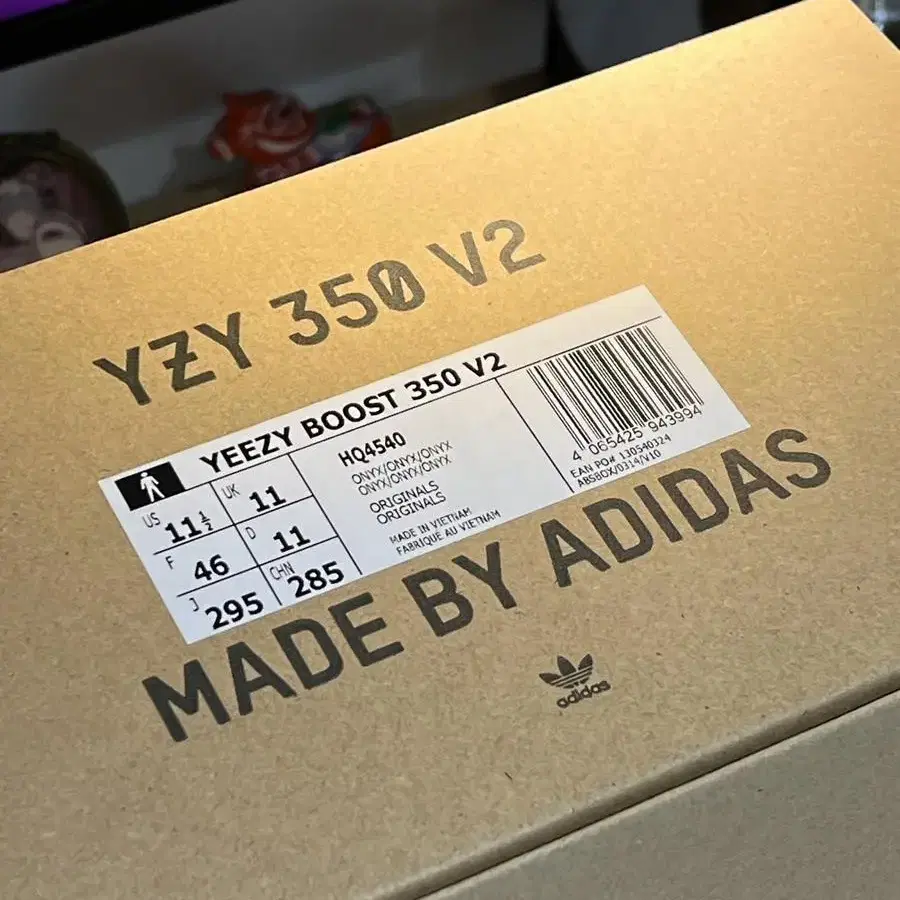 YZY 350 V2
YEEZY BOOST 350 V2
US 11½
UK 11
F 46
D 11
J 295
CHN 285
HQ4540
ONYX/ONYX/ONYX
ONYX/ONYX/ONYX
ORIGINALS
ORIGINALS
MADE IN VIETNAM
FABRIQUE AU VIETNAM
4 065425 943994
EAN PO# 130540324
ABSBOX/0314/V10
MADE BY ADIDAS
adidas